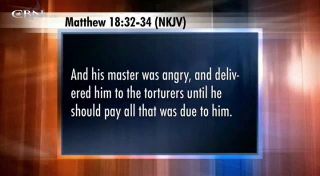 CBN
Matthew 18:32-34 (NKJV)
And his master was angry, and deliv-
ered him to the torturers until he
should pay all that was due to him.